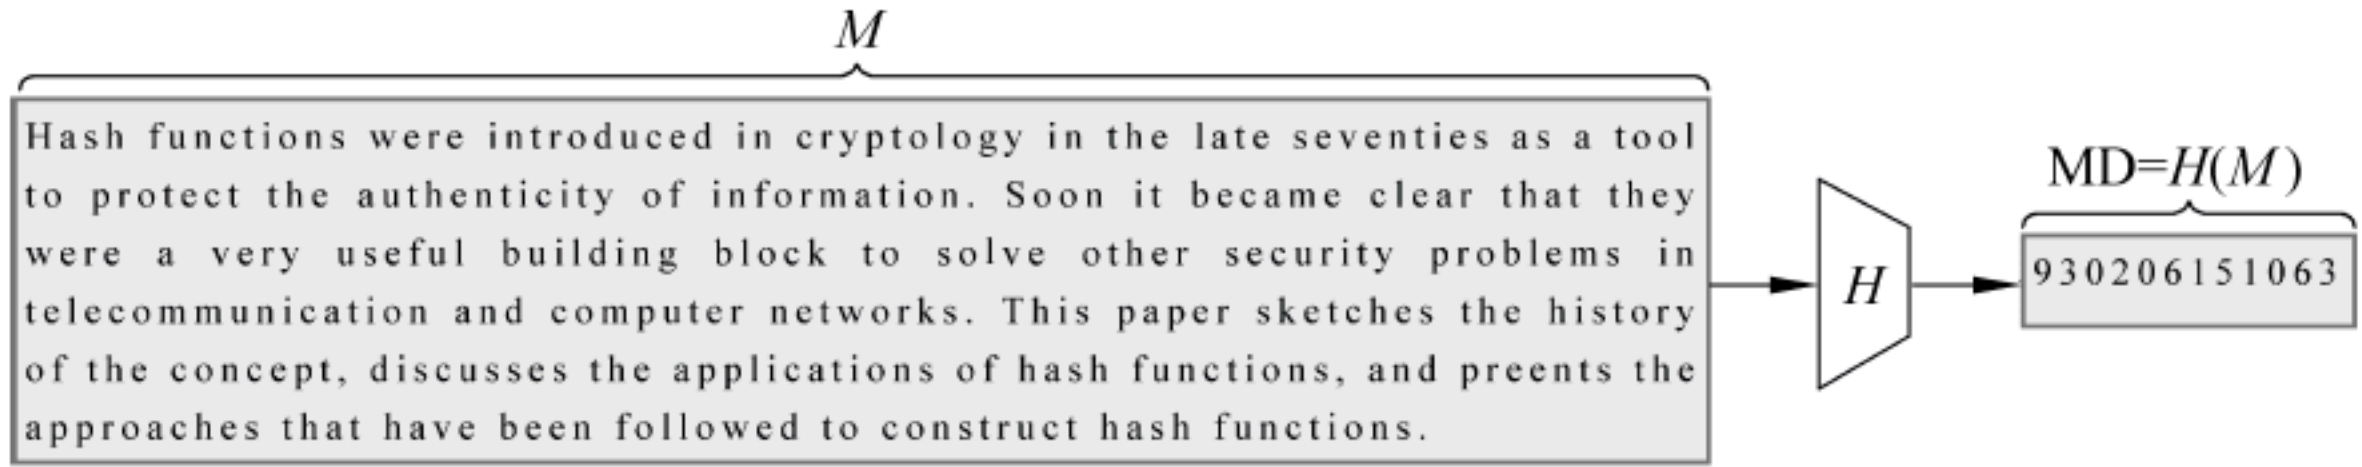 M
Hash functions were introduced in cryptology in the late seventies as a tool
to protect the authenticity of information. Soon it became clear that they
were a very useful building block to solve other security problems in
telecommunication and computer networks. This paper sketches the history
of the concept, discusses the applications of hash functions, and preents the
approaches that have been followed to construct hash functions.
H
MD=H(M)
930206151063